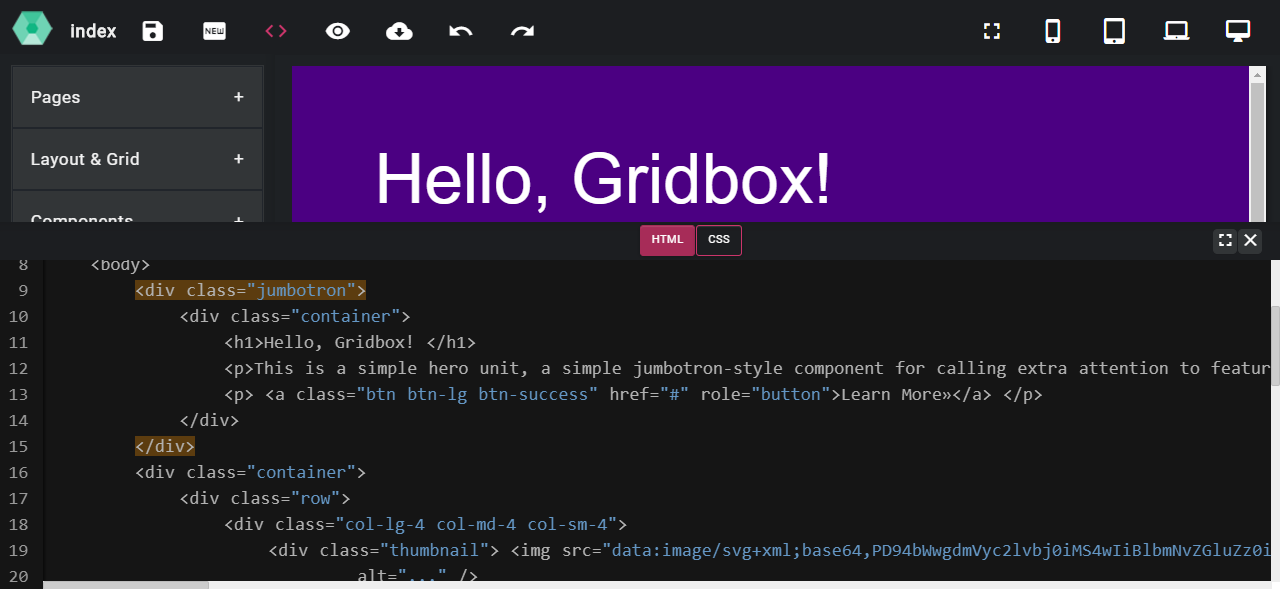 index NEW
Pages +
Layout & Grid +
Components +
Hello, Gridbox!
HTML CSS
8 <body>
9 <div class="jumbotron">
10 <div class="container">
11 <h1>Hello, Gridbox! </h1>
12 <p>This is a simple hero unit, a simple jumbotron-style component for calling extra attention to featur
13 <p> <a class="btn btn-lg btn-success" href="#" role="button">Learn More»</a> </p>
14 </div>
15 </div>
16 <div class="container">
17 <div class="row">
18 <div class="col-lg-4 col-md-4 col-sm-4">
19 <div class="thumbnail"> <img src="data:image/svg+xml;base64,PD94bWwgdmVyc2lvbj0iMS4wIiBlbmNvZGluZz0i
20 alt="..." />